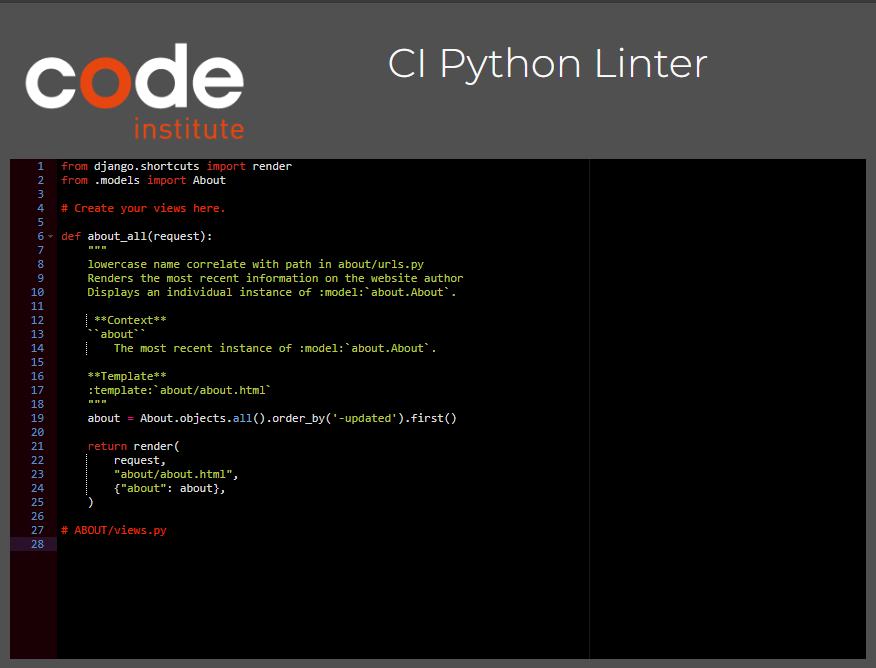 code
institute
CI Python Linter
1 from django.shortcuts import render
2 from .models import About
3
4 # Create your views here.
5
6 def about_all(request):
7     """
8     lowercase name correlate with path in about/urls.py
9     Renders the most recent information on the website author
10     Displays an individual instance of :model:`about.About`.
11
12      **Context**
13     ``about``
14         The most recent instance of :model:`about.About`.
15
16     **Template**
17     :template:`about/about.html`
18     """
19     about = About.objects.all().order_by('-updated').first()
20
21     return render(
22         request,
23         "about/about.html",
24         {"about": about},
25     )
26
27 # ABOUT/views.py
28